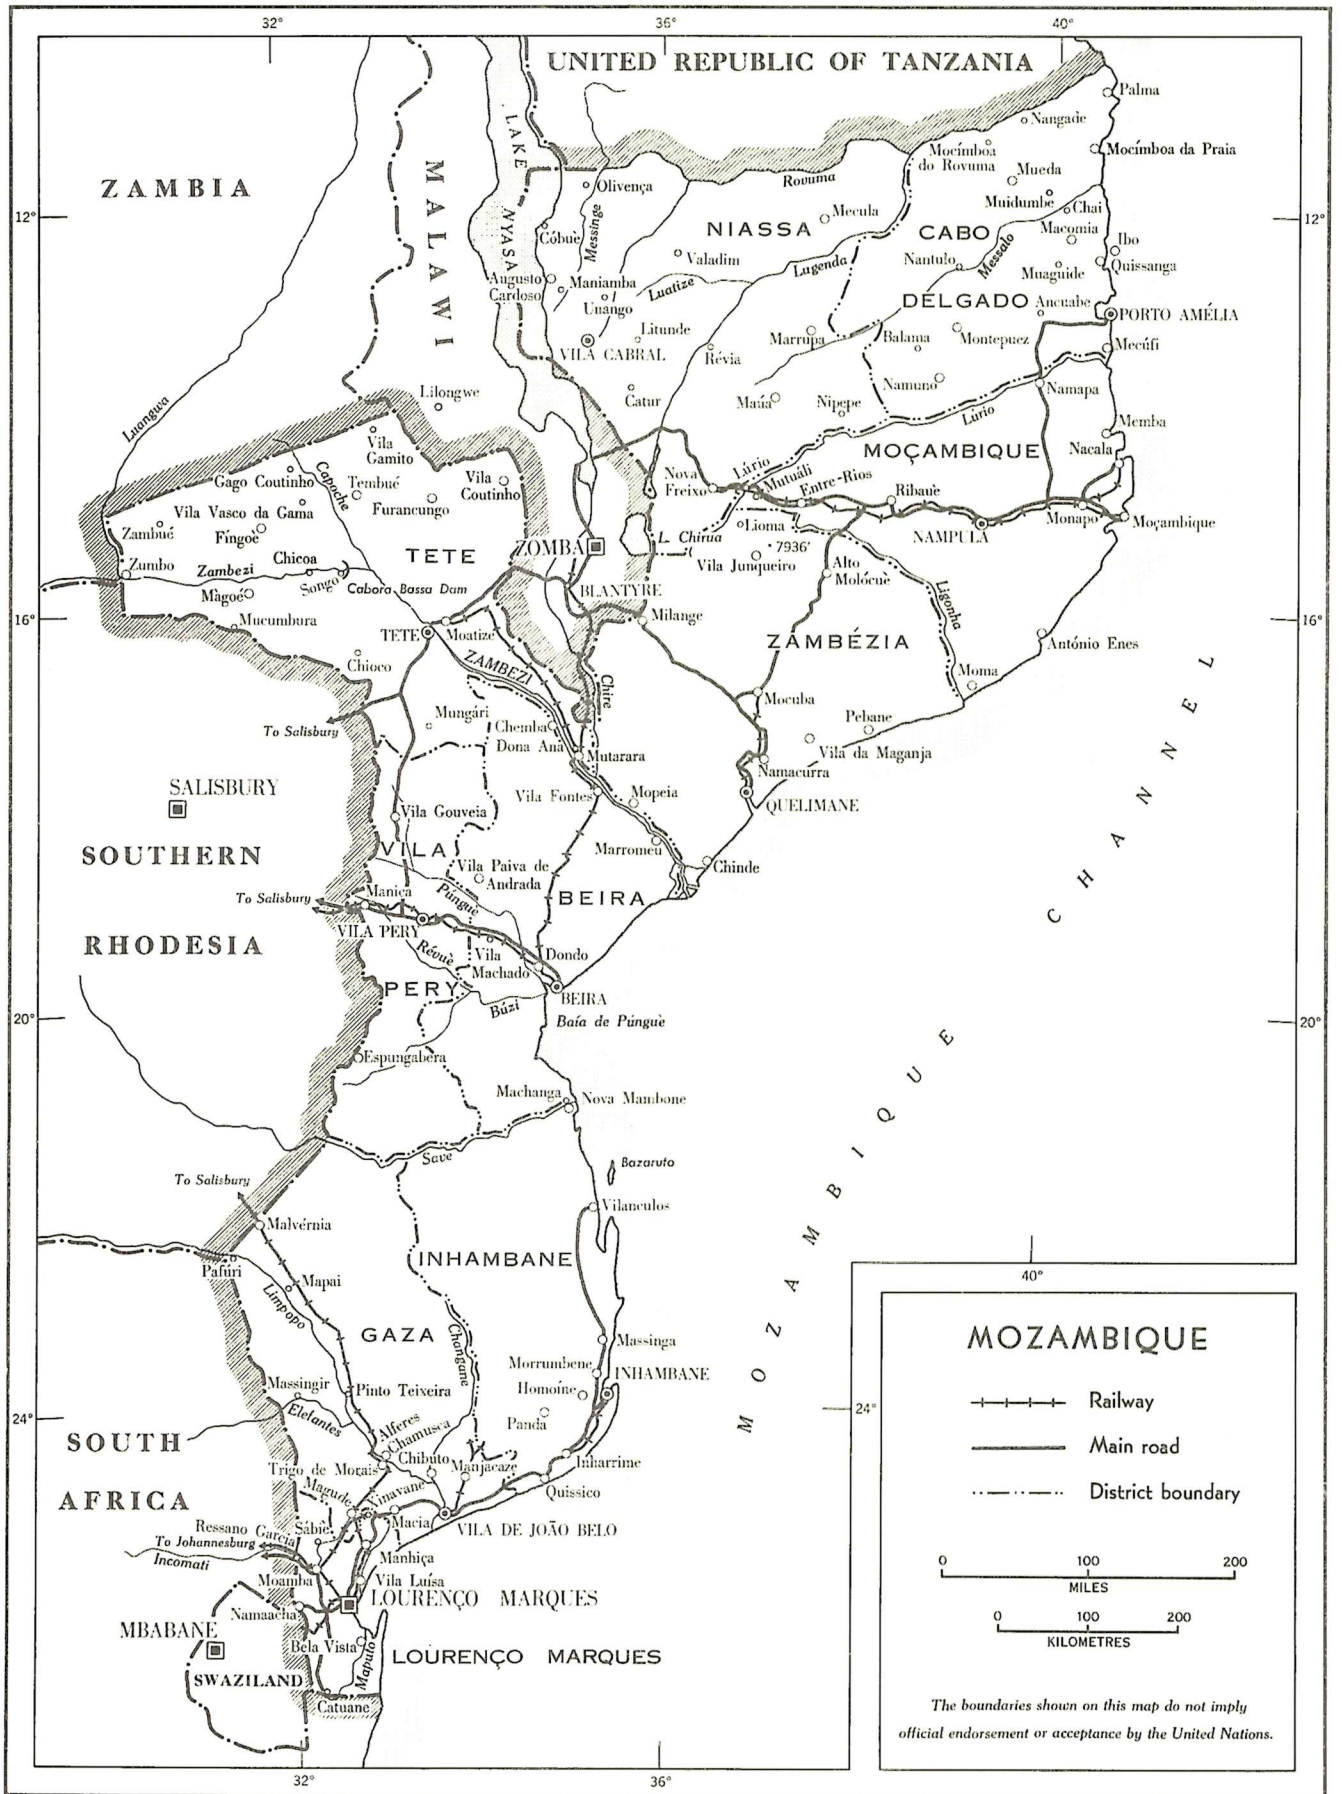 32°
36°
40°
UNITED REPUBLIC OF TANZANIA
Palma
Nangade
Mocímboa da Praia
Mocímboa
do Rovuma
Mueda
Rovuma
LAKE NYASA
MALAWI
ZAMBIA
Olivença
Muidumbe
Chai
12°
12°
Mecula
NIASSA
CABO
DELGADO
Macomia
Ibo
Cóbuè
Messinge
Valadim
Lugenda
Nantulo
Messalo
Muaguide
Quissanga
Augusto
Cardoso
Maniamba
Unango
Luatize
Ancuabe
PORTO AMÉLIA
Litunde
Marrupa
Balama
Montepuez
Mecúfi
VILA CABRAL
Révia
Namuno
Namapa
Luangwa
Lilongwe
Catur
Maúa
Nipepe
Lúrio
Memba
Vila
Gamito
MOÇAMBIQUE
Nacala
Gago Coutinho
Capoche
Tembué
Vila
Coutinho
Nova
Freixo
Lúrio
Mutuáli
Entre-Rios
Ribauè
Furancungo
Vila Vasco da Gama
Zambué
Fíngoè
Lioma
NAMPULA
Monapo
Moçambique
L. Chirua
7936'
ZOMBA
TETE
Vila Junqueiro
Alto
Molócuè
Zumbo
Zambezi
Chicoa
Songo
Cabora Bassa Dam
BLANTYRE
Ligonha
Màgoé
Mucumbura
Milange
16°
16°
TETE
Moatize
ZAMBÉZIA
António Enes
Chioco
ZAMBEZI
Chire
Moma
Mocuba
To Salisbury
Mungári
Chemba
Dona Ana
Pebane
Vila da Maganja
Mutarara
Namacurra
SALISBURY
Vila Fontes
Mopeia
QUELIMANE
Vila Gouveia
SOUTHERN
RHODESIA
VILA
PERY
Marromeu
Chinde
Vila Paiva de
Andrada
BEIRA
To Salisbury
Manica
Púngue
VILA PERY
Révuè
Vila
Machado
Dondo
BEIRA
Búzi
Baía de Púnguè
20°
20°
Espungabera
Machanga
Nova Mambone
Save
Bazaruto
To Salisbury
Vilanculos
Malvérnia
INHAMBANE
Pafúri
Mapai
40°
Limpopo
GAZA
Changane
Massinga
Morrumbene
INHAMBANE
Homoíne
Massingir
Pinto Teixeira
Elefantes
Panda
24°
24°
MOZAMBIQUE CHANNEL
SOUTH
AFRICA
Alferes
Chamusca
Chibuto
Manjacaze
Inharrime
Trigo de Morais
Quissico
Magude
Vinavane
Macia
VILA DE JOÃO BELO
Ressano Garcia
Sábiè
To Johannesburg
Incomati
Manhiça
Moamba
Vila Luísa
LOURENÇO MARQUES
Namaacha
MBABANE
Bela Vista
Maputo
LOURENÇO MARQUES
SWAZILAND
Catuane
32°
36°
MOZAMBIQUE
Railway
Main road
District boundary
0 100 200
MILES
0 100 200
KILOMETRES
The boundaries shown on this map do not imply
official endorsement or acceptance by the United Nations.